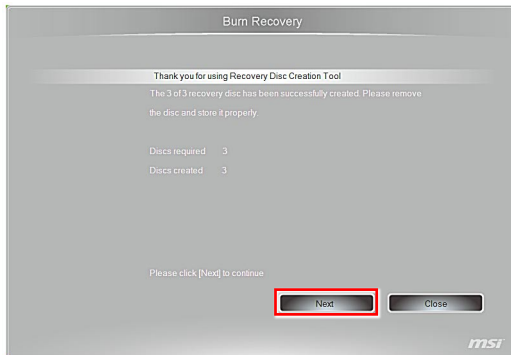 Burn Recovery
Thank you for using Recovery Disc Creation Tool
The 3 of 3 recovery disc has been successfully created. Please remove
the disc and store it properly.
Discs required 3
Discs created 3
Please click [Next] to continue
Next Close
msi